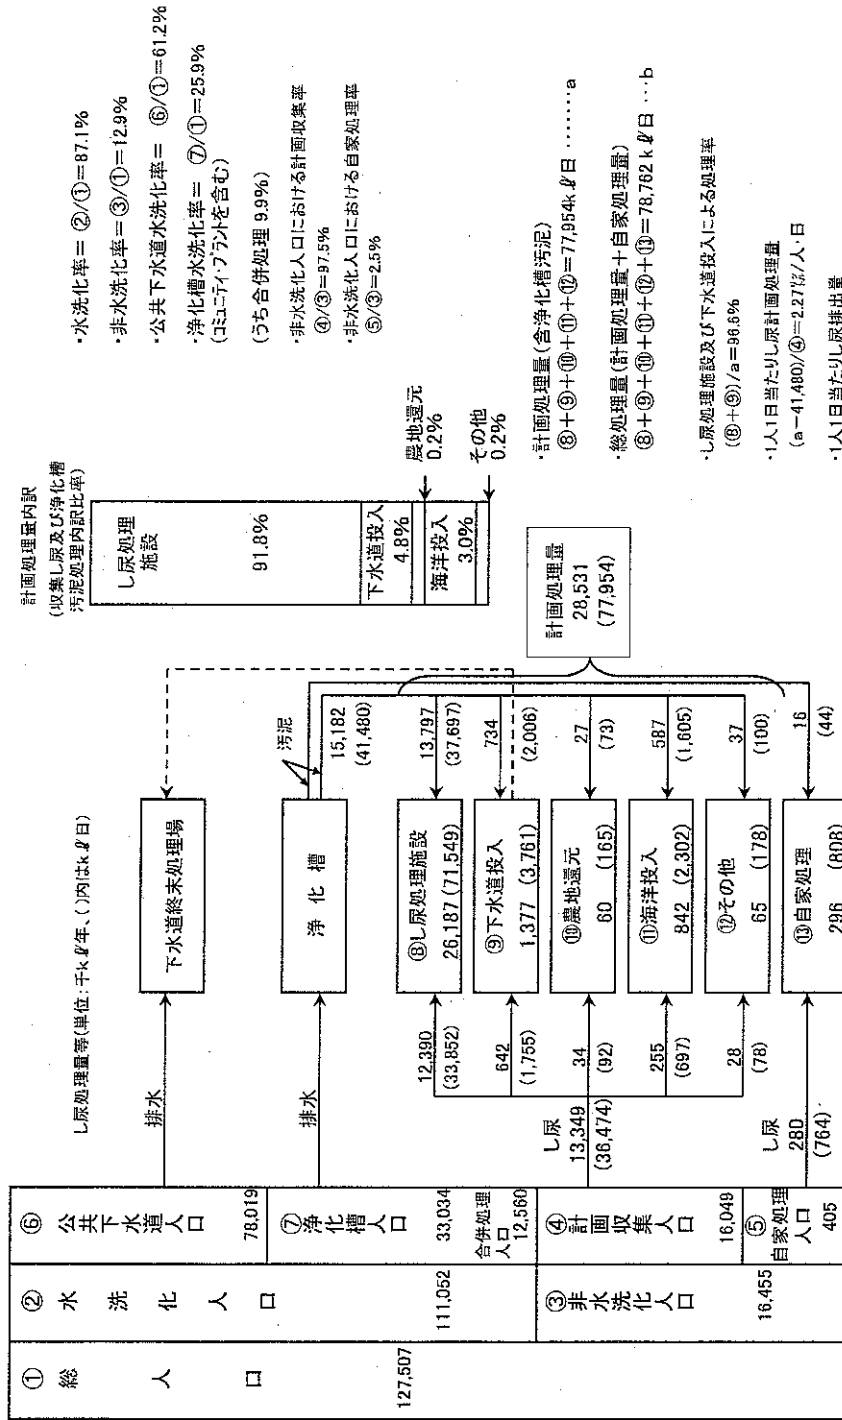 し尿処理量等(単位:千kℓ/年、( )内はkℓ/日)
① 総人口
127,507
② 水洗化人口
111,052
③ 非水洗化人口
16,455
⑥ 公共下水道人口
78,019
⑦ 浄化槽人口
33,034
合併処理
人口
12,560
④ 計画収集人口
16,049
⑤
自家処理
人口
405
排水
排水
し尿
13,349
(36,474)
し尿
280
(764)
12,390
(33,852)
642
(1,755)
34
(92)
255
(697)
28
(78)
下水道終末処理場
浄化槽
⑧し尿処理施設
26,187 (71,549)
⑨下水道投入
1,377 (3,761)
⑩農地還元
60 (165)
⑪海洋投入
842 (2,302)
⑫その他
65 (178)
⑬自家処理
296 (808)
汚泥
15,182
(41,480)
13,797
(37,697)
734
(2,006)
27
(73)
587
(1,605)
37
(100)
16
(44)
計画処理量
28,531
(77,954)
計画処理量内訳
(収集し尿及び浄化槽
汚泥処理内訳比率)
し尿処理
施設
91.8%
下水道投入
4.8%
海洋投入
3.0%
農地還元
0.2%
その他
0.2%
・水洗化率= ②/①=87.1%
・非水洗化率= ③/①=12.9%
・公共下水道水洗化率= ⑥/①=61.2%
・浄化槽水洗化率= ⑦/①=25.9%
(コミュニティ・プラントを含む)
(うち合併処理 9.9%)
・非水洗化人口における計画収集率
④/③=97.5%
・非水洗化人口における自家処理率
⑤/③=2.5%
・計画処理量(含浄化槽汚泥)
⑧+⑨+⑩+⑪+⑫=77,954kℓ/日 ……a
・総処理量(計画処理量+自家処理量)
⑧+⑨+⑩+⑪+⑫+⑬=78,762kℓ/日 …b
・し尿処理施設及び下水道投入による処理率
(⑧+⑨)/a=96.6%
・1人1日当たりし尿計画処理量
(a-41,480)/④=2.27㍑/人・日
・1人1日当たりし尿排出量